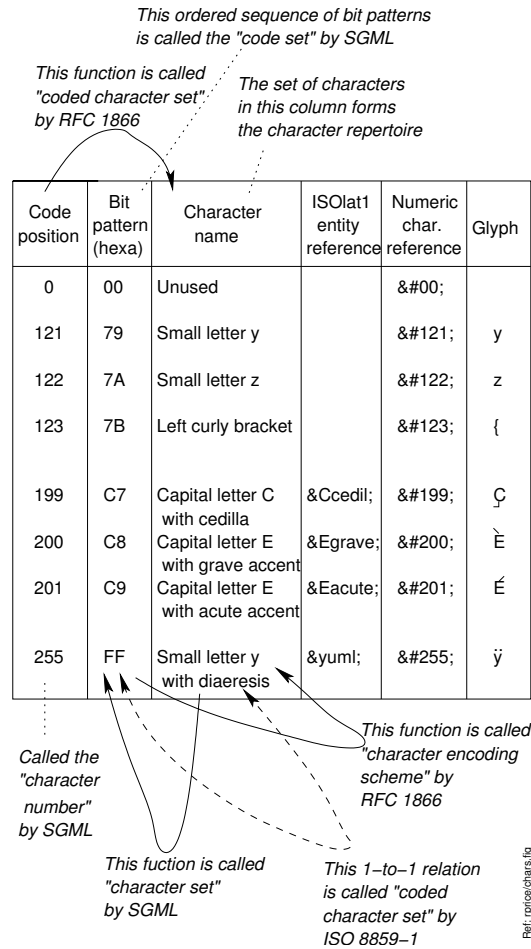 This ordered sequence of bit patterns
is called the "code set" by SGML
This function is called
"coded character set"
by RFC 1866
The set of characters
in this column forms
the character repertoire
Code
position
Bit
pattern
(hexa)
Character
name
ISOlat1
entity
reference
Numeric
char.
reference
Glyph
0 00 Unused &#00;
121 79 Small letter y &#121; y
122 7A Small letter z &#122; z
123 7B Left curly bracket &#123; {
199 C7 Capital letter C &Ccedil; &#199; Ç
with cedilla
200 C8 Capital letter E &Egrave; &#200; È
with grave accent
201 C9 Capital letter E &Eacute; &#201; É
with acute accent
255 FF Small letter y &yuml; &#255; ÿ
with diaeresis
Called the
"character
number"
by SGML
This function is called
"character encoding
scheme" by
RFC 1866
This fuction is called
"character set"
by SGML
This 1−to−1 relation
is called "coded
character set" by
ISO 8859−1
Ref: rprice/chars.fig